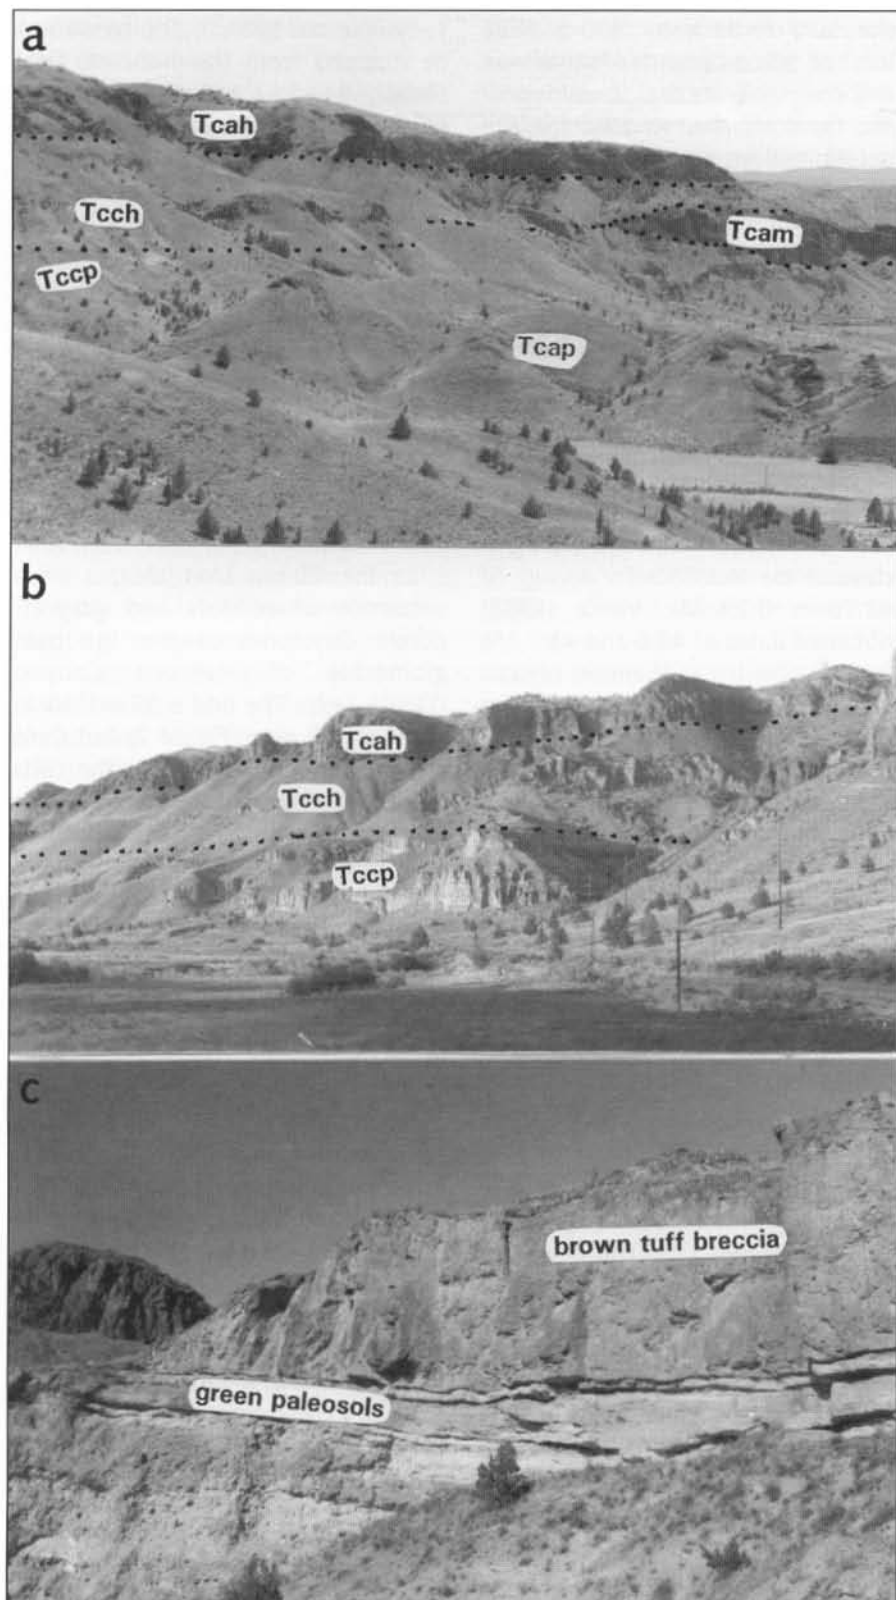 a
Tcah
Tcch
Tcam
Tccp
Tcap
b
Tcah
Tcch
Tccp
c
brown tuff breccia
green paleosols